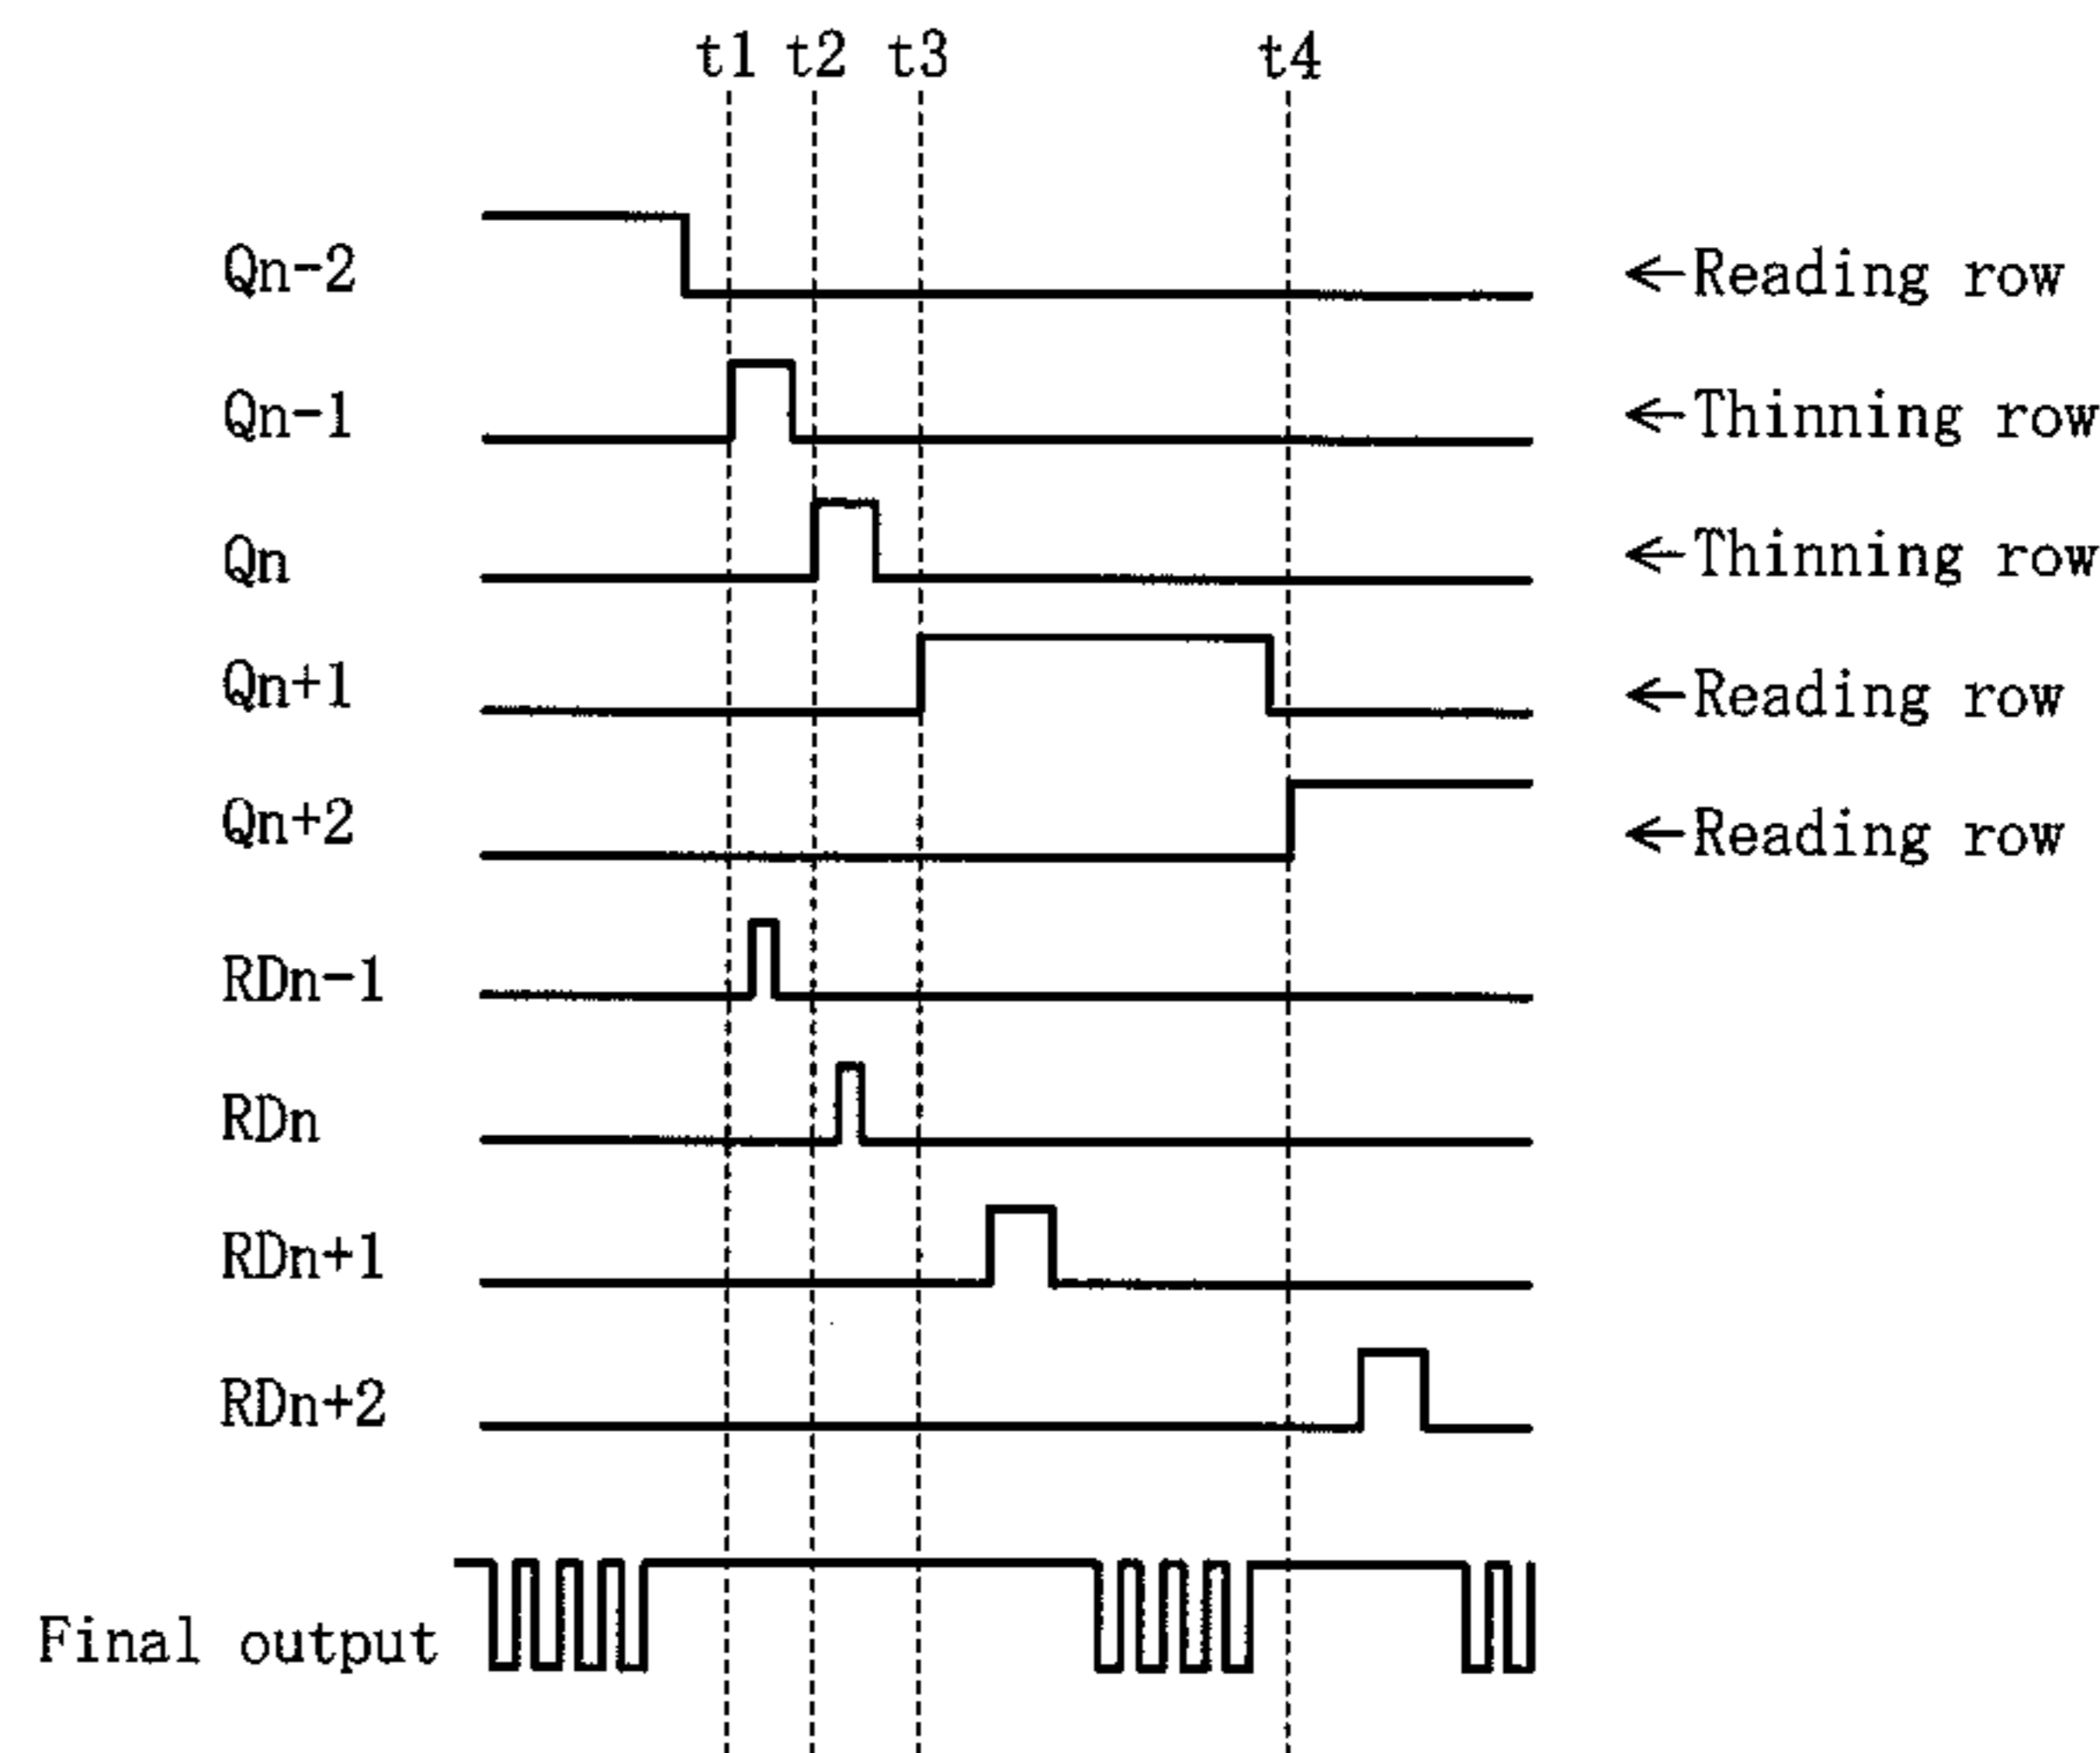 t1 t2 t3 t4
Qn-2 ←Reading row
Qn-1 ←Thinning row
Qn ←Thinning row
Qn+1 ←Reading row
Qn+2 ←Reading row
RDn-1
RDn
RDn+1
RDn+2
Final output